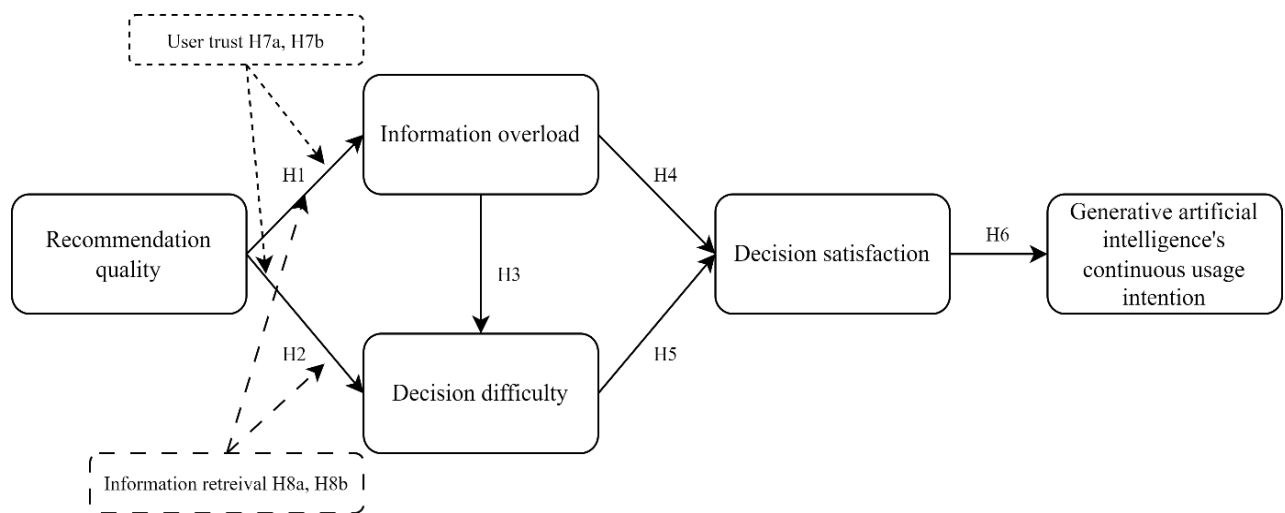 User trust H7a, H7b
Information overload
H1
H4
Recommendation
quality
H3
Decision satisfaction
H6
Generative artificial
intelligence's
continuous usage
intention
H2
H5
Decision difficulty
Information retreival H8a, H8b